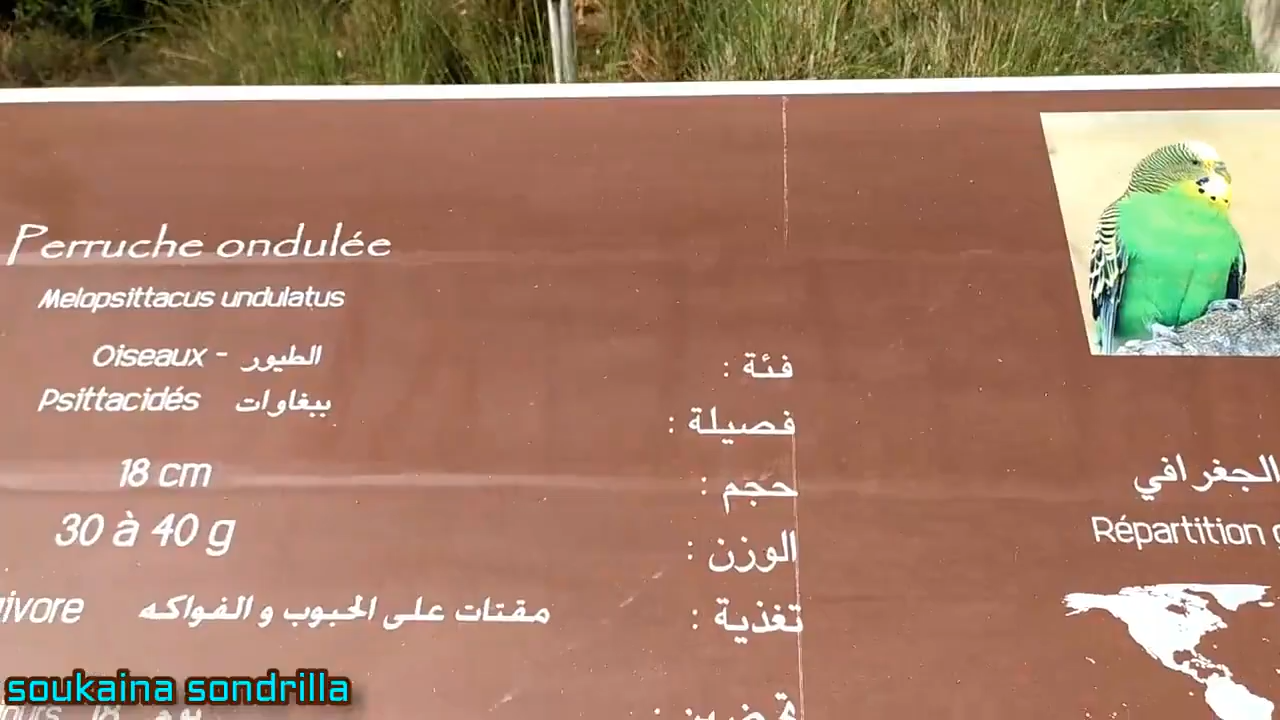 Perruche ondulée
Melopsittacus undulatus
Oiseaux - الطيور
فئة :
Psittacidés ببغاوات
فصيلة :
18 cm
حجم :
30 à 40 g
الوزن :
مقتات على الحبوب و الفواكه
تغذية :
18
الجغرافي
Répartition
soukaina sondrilla